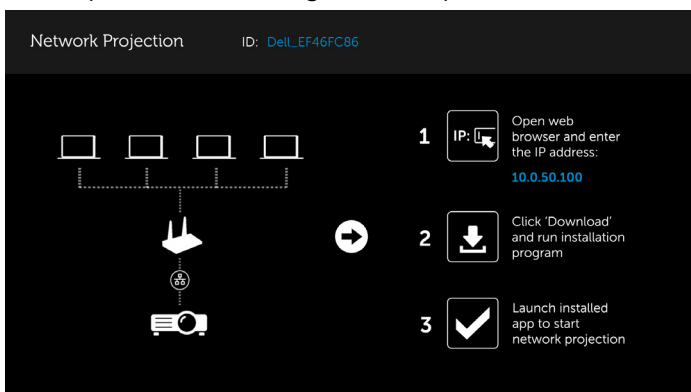 Network Projection ID: Dell_EF46FC86
1 IP: Open web
browser and enter
the IP address:
10.0.50.100
2 Click ‘Download’
and run installation
program
3 Launch installed
app to start
network projection